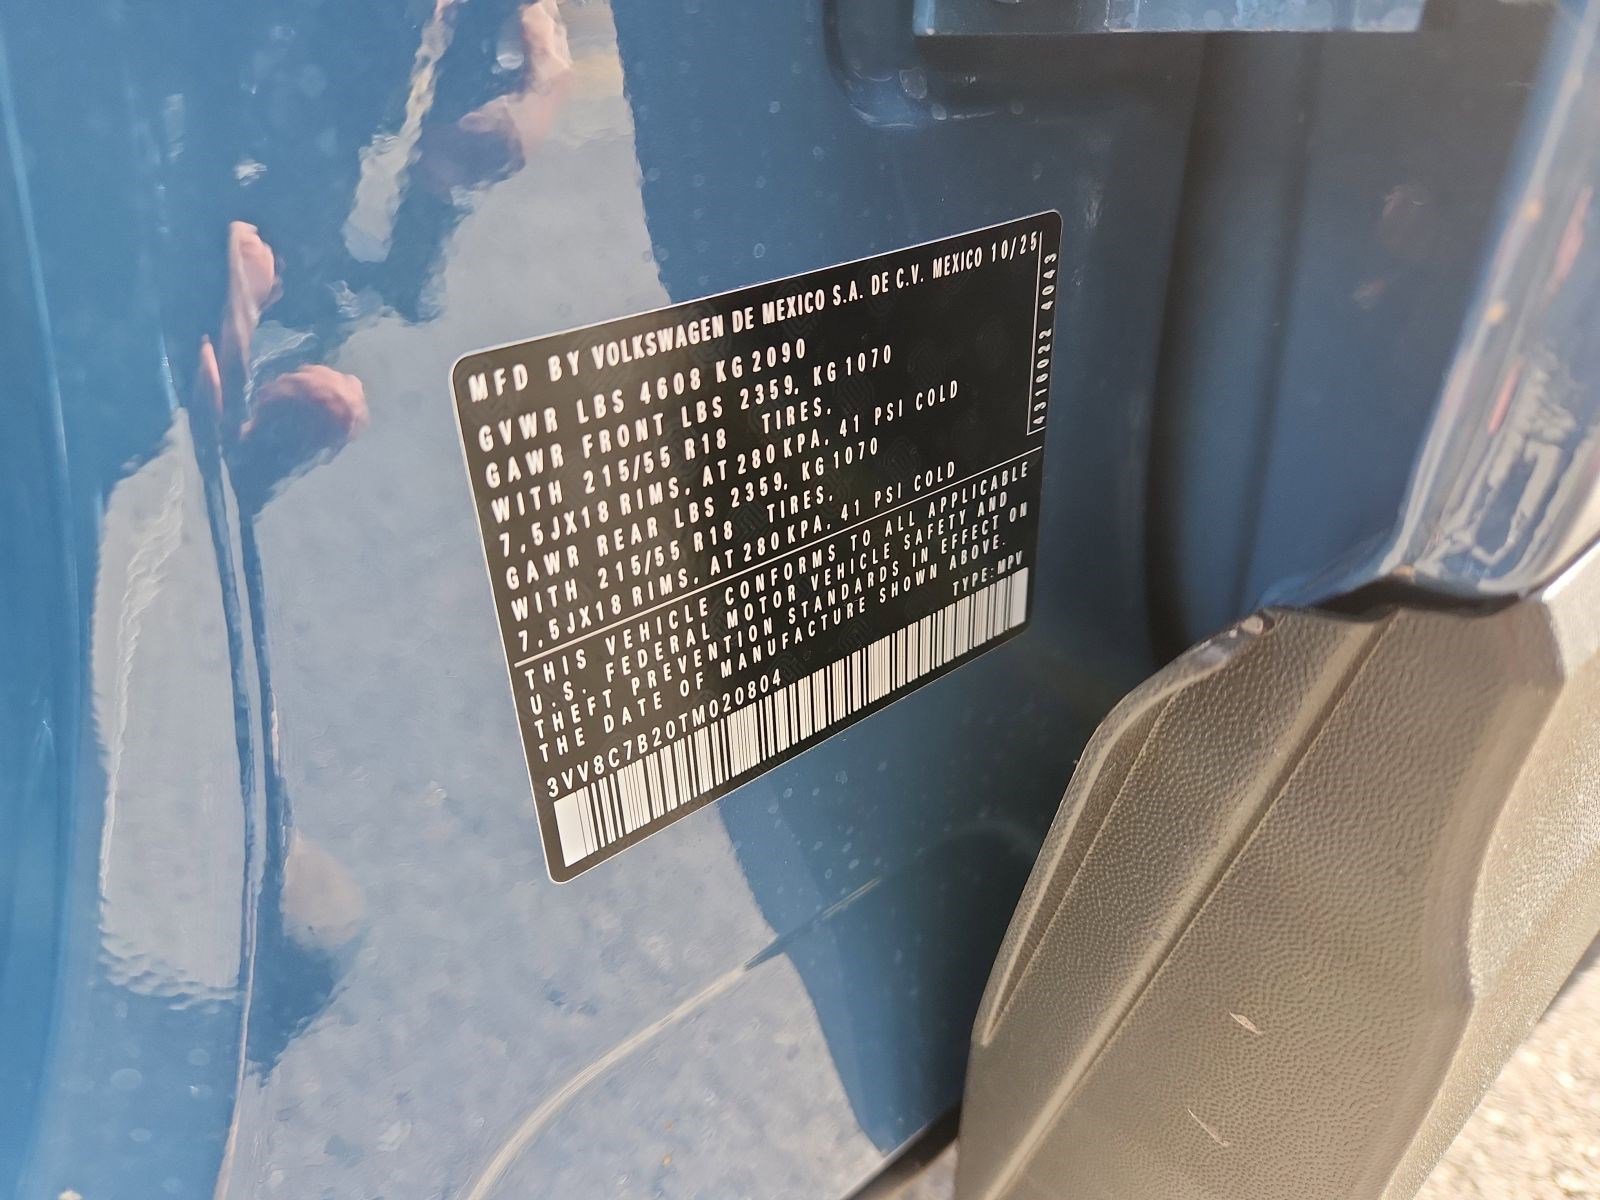 MFD BY VOLKSWAGEN DE MEXICO S.A. DE C.V. MEXICO 10/25
GVWR LBS 4608 KG 2090
GAWR FRONT LBS 2359, KG 1070
WITH 215/55 R18 TIRES,
7,5JX18 RIMS, AT 280 KPA, 41 PSI COLD
GAWR REAR LBS 2359, KG 1070
WITH 215/55 R18 TIRES,
7,5JX18 RIMS, AT 280 KPA, 41 PSI COLD
4310022 4043
THIS VEHICLE CONFORMS TO ALL APPLICABLE
U.S. FEDERAL MOTOR VEHICLE SAFETY AND
THEFT PREVENTION STANDARDS IN EFFECT ON
THE DATE OF MANUFACTURE SHOWN ABOVE.
3VV8C7B20TM020804 TYPE:MPV